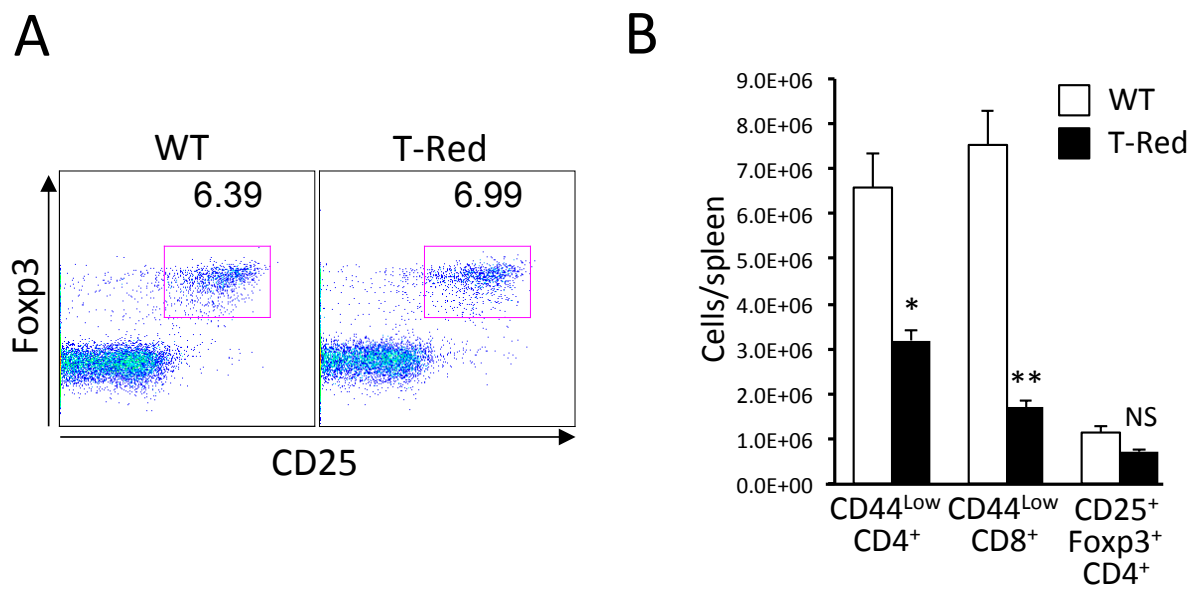 A
WT
T-Red
6.39
6.99
Foxp3
CD25
B
9.0E+06
8.0E+06
7.0E+06
6.0E+06
5.0E+06
4.0E+06
3.0E+06
2.0E+06
1.0E+06
0.0E+00
Cells/spleen
WT
T-Red
*
**
NS
CD44Low
CD4+
CD44Low
CD8+
CD25+
Foxp3+
CD4+